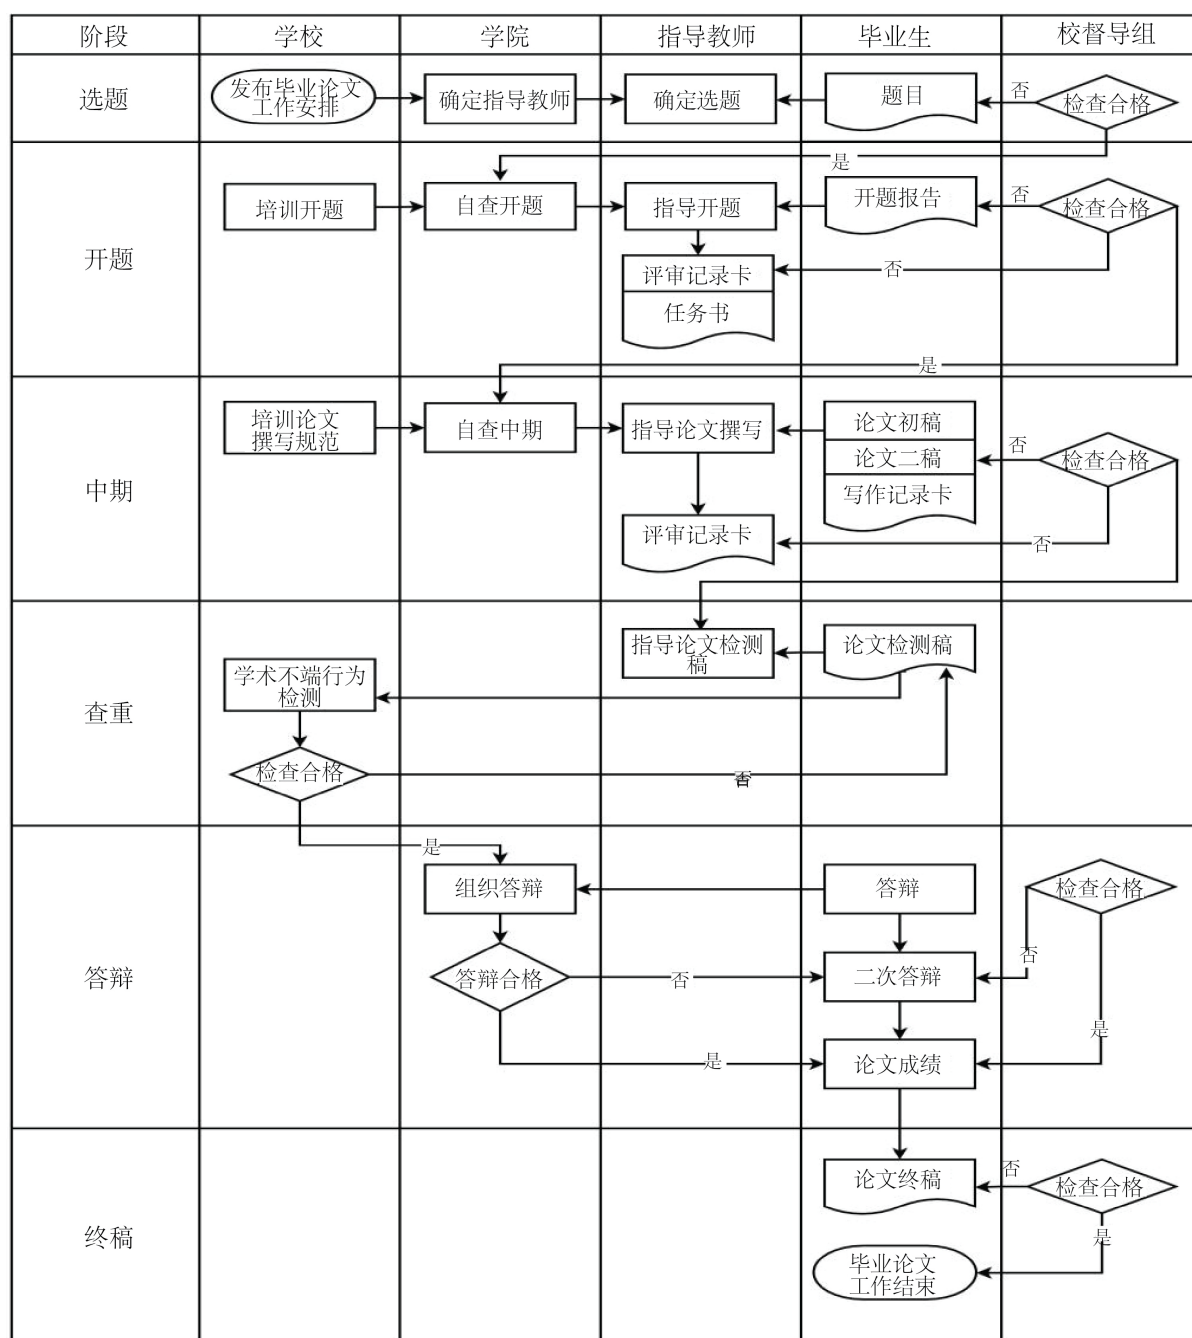 阶段
学校
学院
指导教师
毕业生
校督导组
选题
发布毕业论文
工作安排
确定指导教师
确定选题
题目
否
检查合格
是
开题
培训开题
自查开题
指导开题
开题报告
否
检查合格
评审记录卡
否
任务书
是
中期
培训论文
撰写规范
自查中期
指导论文撰写
论文初稿
论文二稿
写作记录卡
否
检查合格
评审记录卡
否
查重
指导论文检测
稿
论文检测稿
学术不端行为
检测
检查合格
否
是
答辩
组织答辩
答辩
检查合格
否
答辩合格
否
二次答辩
是
是
论文成绩
终稿
论文终稿
否
检查合格
是
毕业论文
工作结束